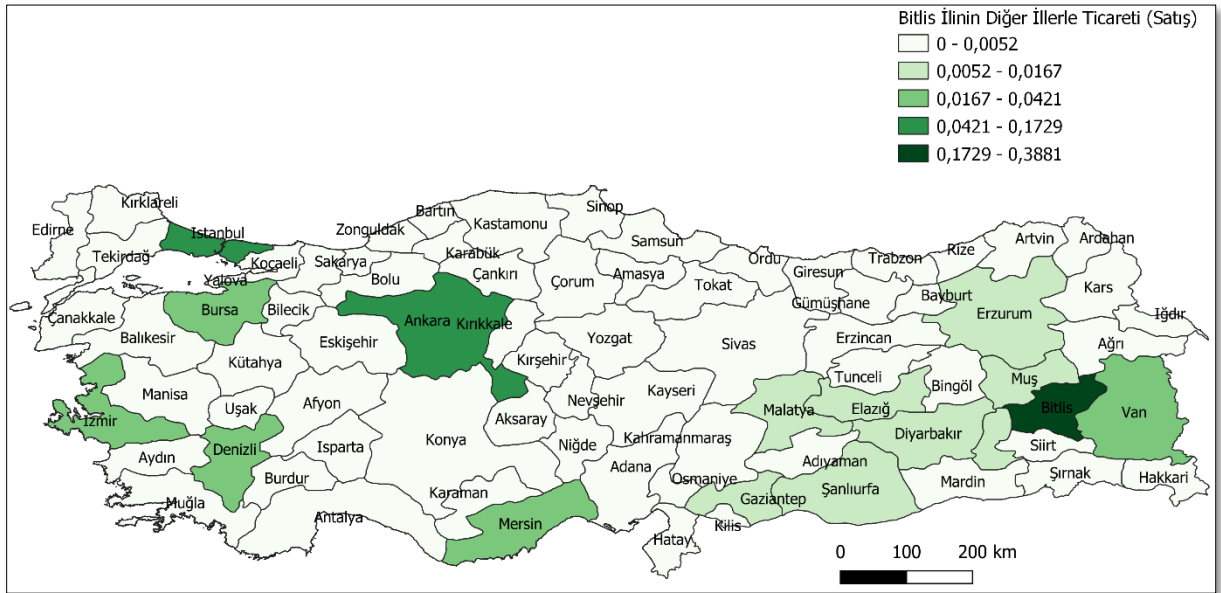 Bitlis İlinin Diğer İllerle Ticareti (Satış)
0 - 0,0052
0,0052 - 0,0167
0,0167 - 0,0421
0,0421 - 0,1729
0,1729 - 0,3881
Kırklareli
Edirne
Tekirdağ
İstanbul
Kocaeli
Yalova
Sakarya
Zonguldak
Bartın
Karabük
Kastamonu
Sinop
Samsun
Ordu
Giresun
Trabzon
Rize
Artvin
Ardahan
Bolu
Çankırı
Çorum
Amasya
Tokat
Gümüşhane
Bayburt
Erzurum
Kars
Iğdır
Çanakkale
Balıkesir
Bursa
Bilecik
Eskişehir
Ankara
Kırıkkale
Yozgat
Sivas
Erzincan
Ağrı
Kütahya
Kırşehir
Tunceli
Bingöl
Muş
Manisa
Uşak
Afyon
Aksaray
Nevşehir
Kayseri
Malatya
Elazığ
Bitlis
Van
İzmir
Denizli
Isparta
Konya
Niğde
Kahramanmaraş
Diyarbakır
Siirt
Aydın
Burdur
Adana
Adıyaman
Osmaniye
Gaziantep
Şanlıurfa
Mardin
Şırnak
Hakkari
Muğla
Antalya
Karaman
Mersin
Hatay
Kilis
0 100 200 km